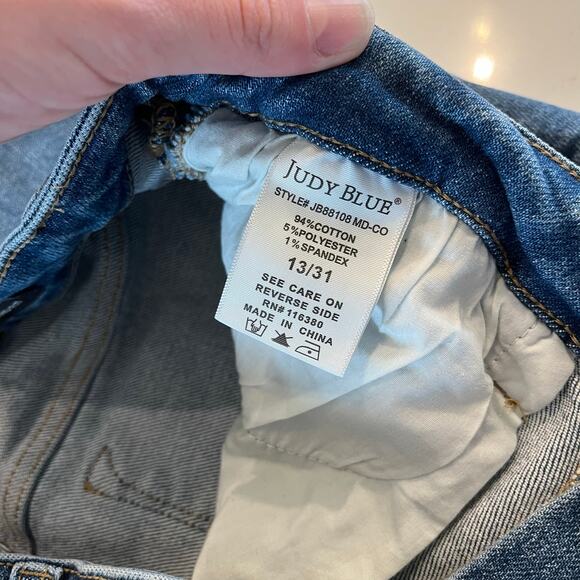 JUDY BLUE®
STYLE# JB88108 MD-CO
94%COTTON
5%POLYESTER
1%SPANDEX
13/31
SEE CARE ON
REVERSE SIDE
RN# 116380
MADE IN CHINA